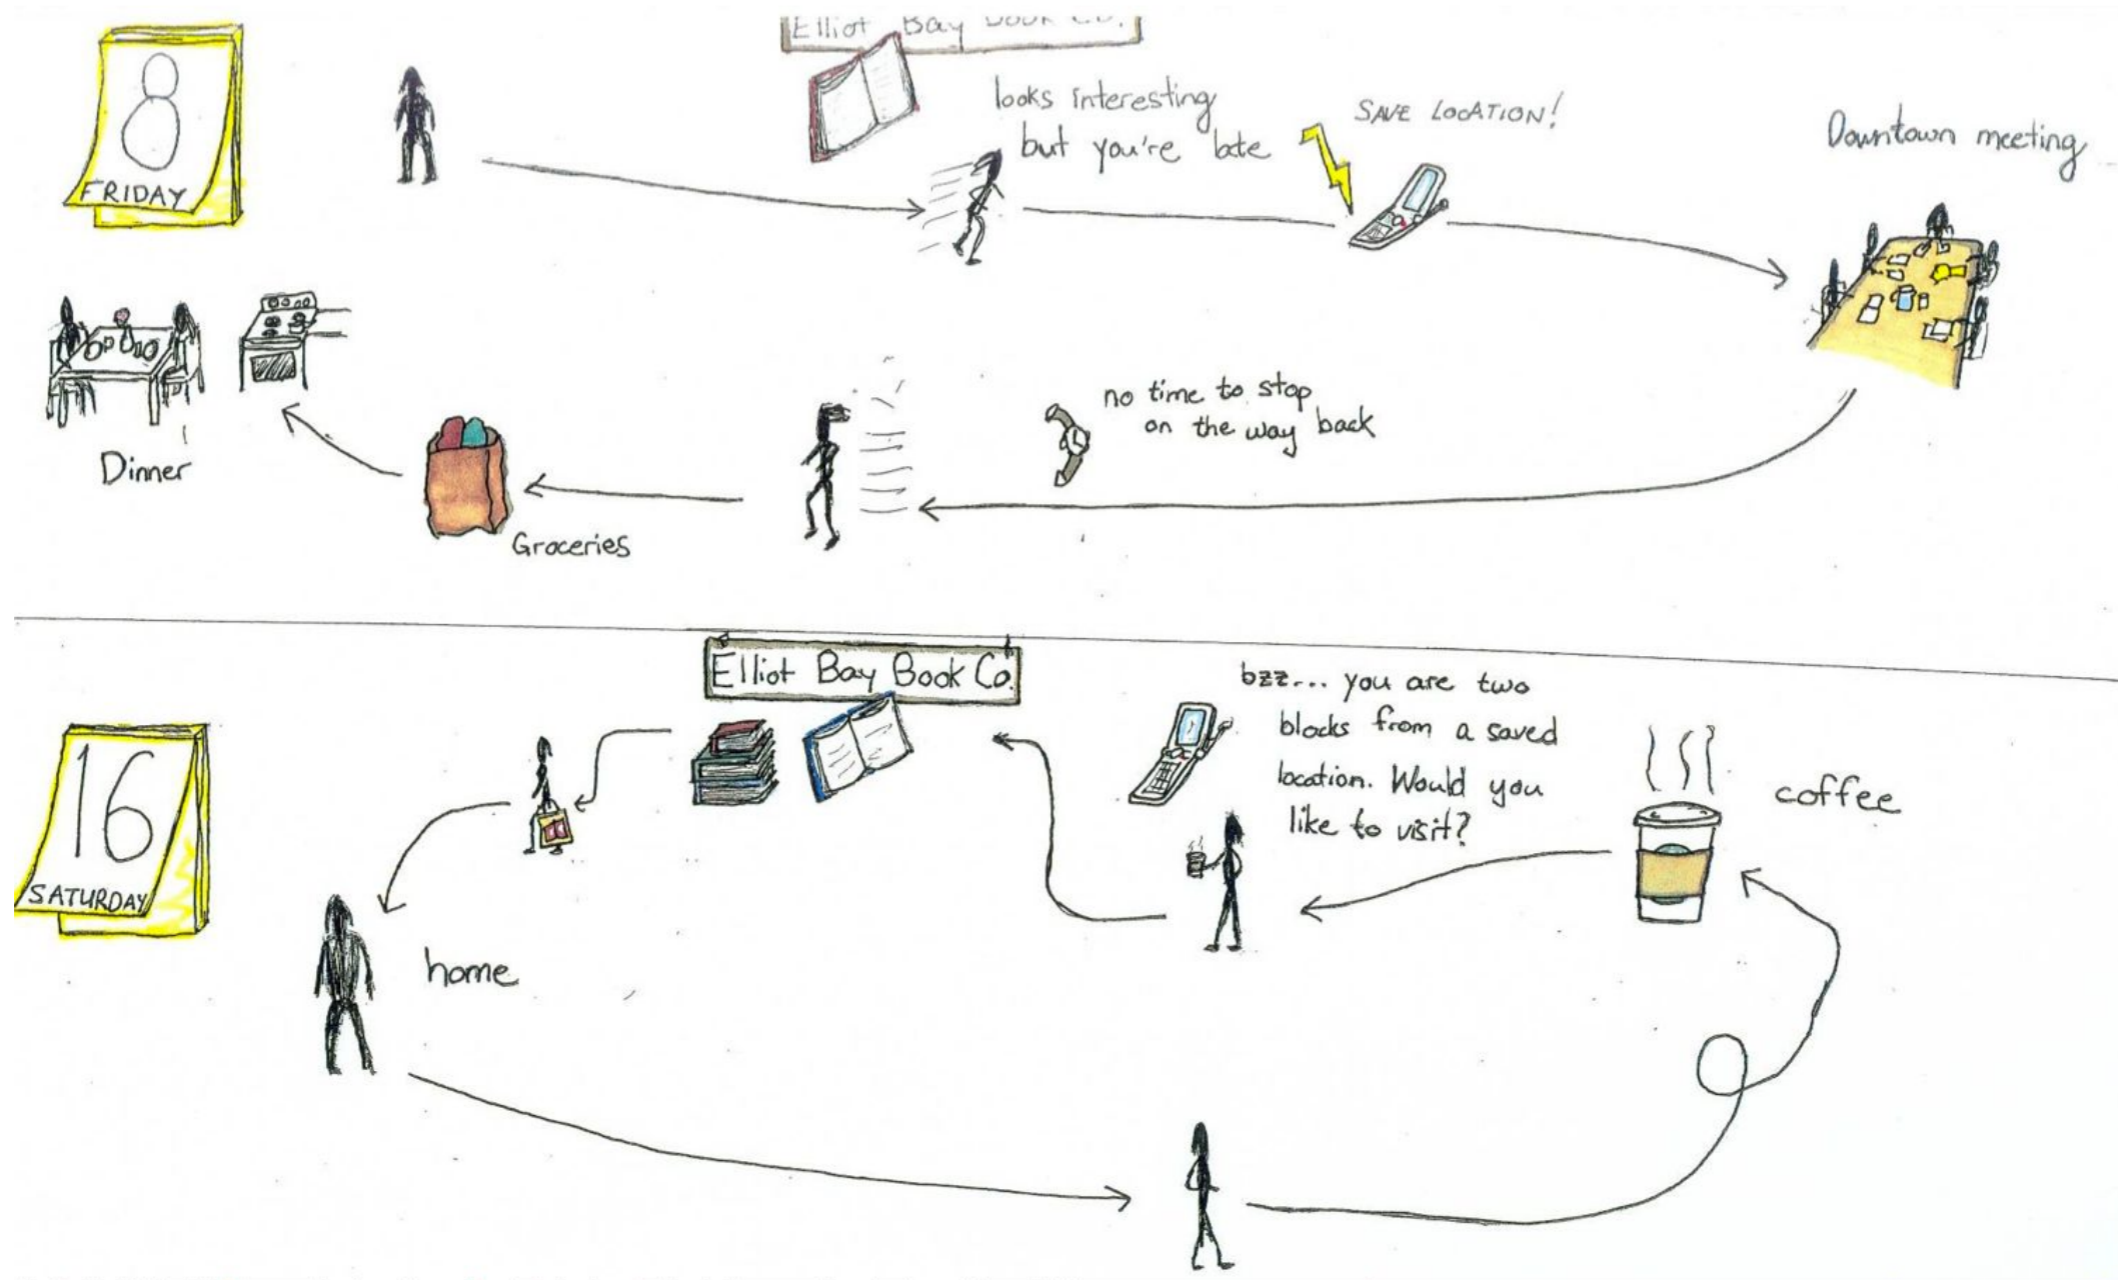 8
FRIDAY
Elliot Bay Book Co.
looks interesting
but you're late
SAVE LOCATION!
Downtown meeting
no time to stop
on the way back
Groceries
Dinner
16
SATURDAY
Elliot Bay Book Co.
bzz... you are two
blocks from a saved
location. Would you
like to visit?
coffee
home